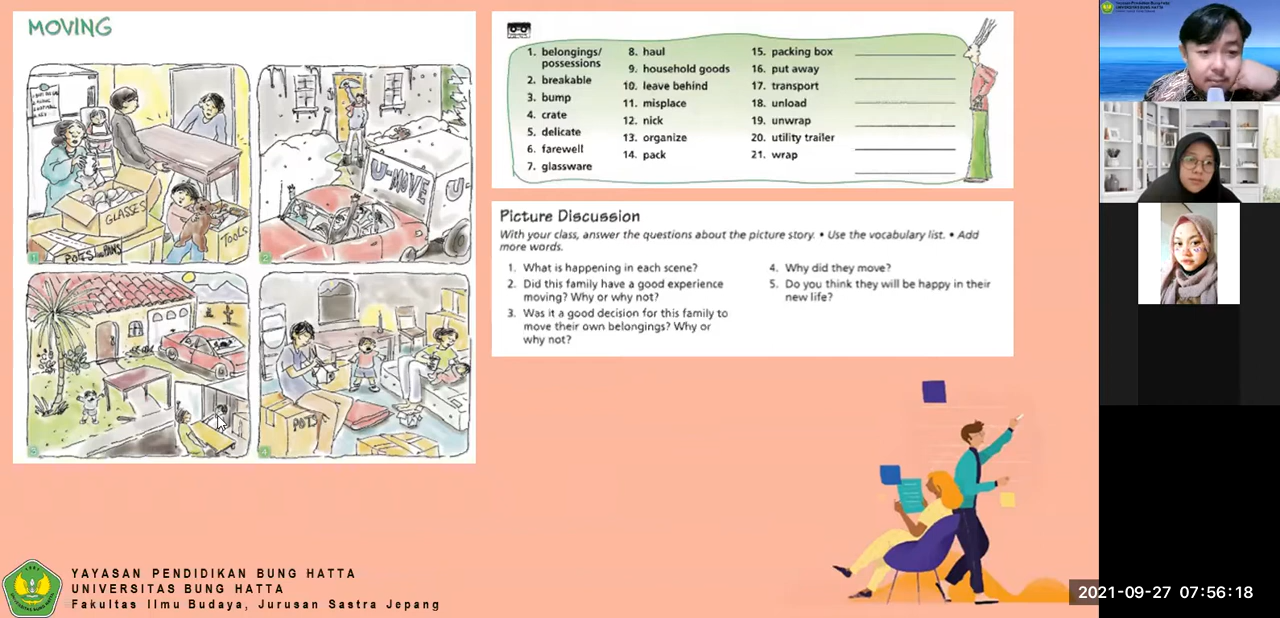 MOVING
GLASSES
POTS and PANS
TOOLS
1
U-MOVE
U-
2
3
POTS
4
1. belongings/
possessions
2. breakable
3. bump
4. crate
5. delicate
6. farewell
7. glassware
8. haul
9. household goods
10. leave behind
11. misplace
12. nick
13. organize
14. pack
15. packing box
16. put away
17. transport
18. unload
19. unwrap
20. utility trailer
21. wrap
Picture Discussion
With your class, answer the questions about the picture story. • Use the vocabulary list. • Add
more words.
1. What is happening in each scene?
2. Did this family have a good experience
moving? Why or why not?
3. Was it a good decision for this family to
move their own belongings? Why or
why not?
4. Why did they move?
5. Do you think they will be happy in their
new life?
YAYASAN PENDIDIKAN BUNG HATTA
UNIVERSITAS BUNG HATTA
Fakultas Ilmu Budaya, Jurusan Sastra Jepang
2021-09-27 07:56:18